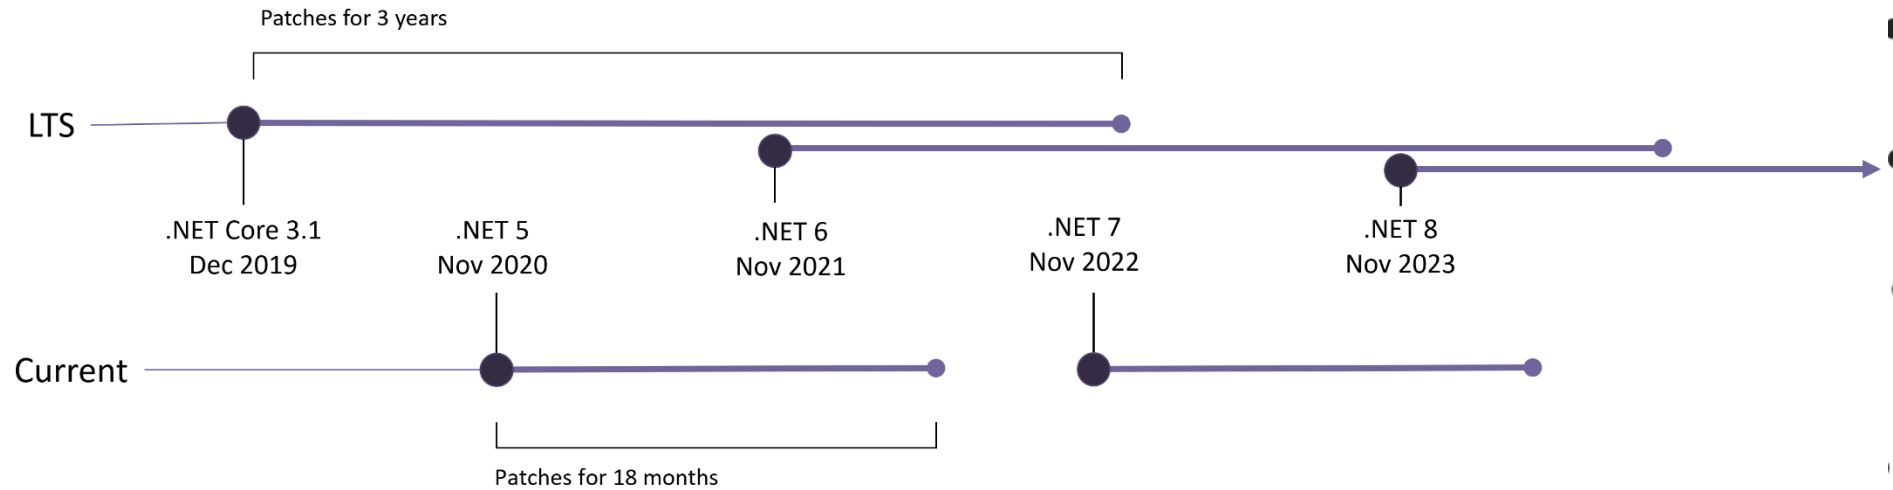 Patches for 3 years
LTS
.NET Core 3.1
Dec 2019
.NET 5
Nov 2020
.NET 6
Nov 2021
.NET 7
Nov 2022
.NET 8
Nov 2023
Current
Patches for 18 months